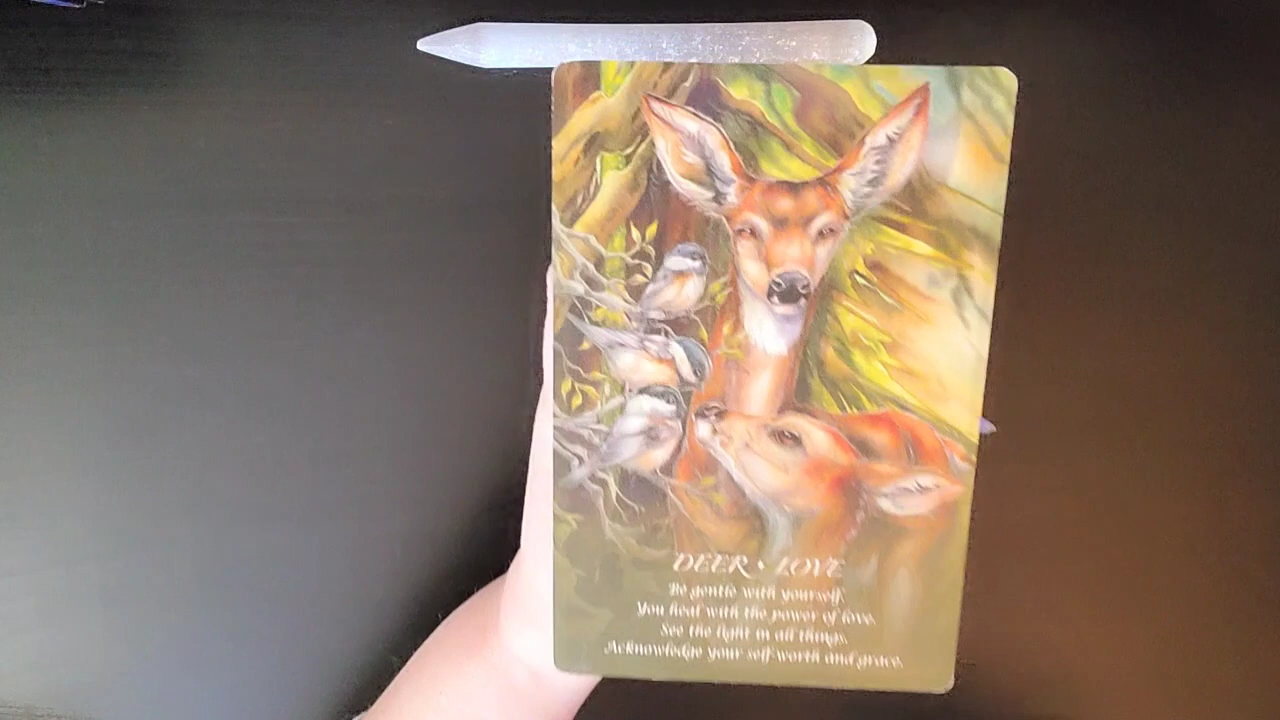 DEER • LOVE
Be gentle with yourself.
You heal with the power of love.
See the light in all things.
Acknowledge your self-worth and grace.